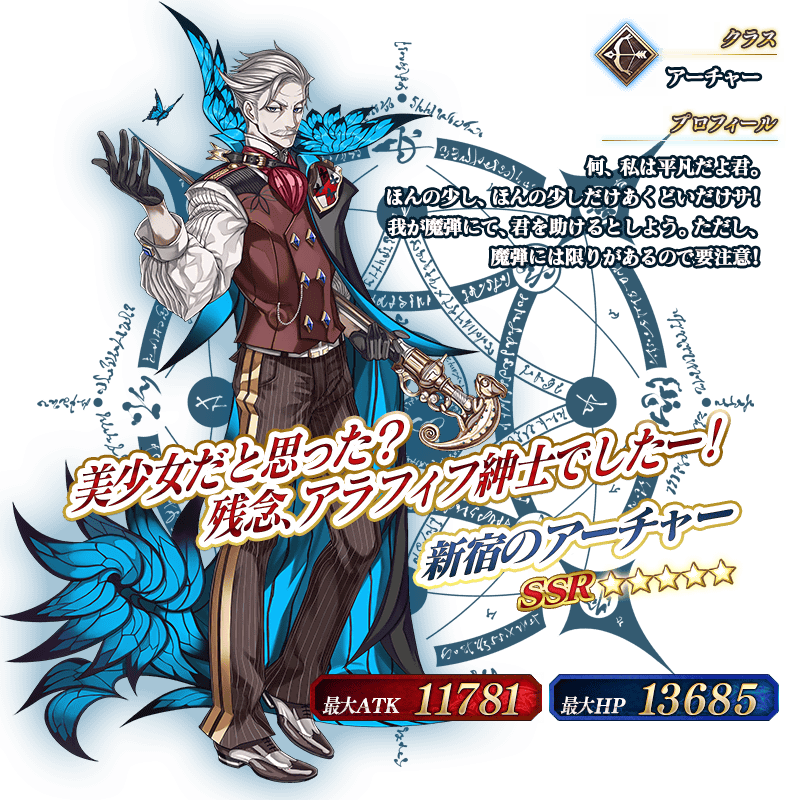 クラス
アーチャー
プロフィール
何、私は平凡だよ君。
ほんの少し、ほんの少しだけあくどいだけサ！
我が魔弾にて、君を助けるとしよう。ただし、
魔弾には限りがあるので要注意！
美少女だと思った？
残念、アラフィフ紳士でしたー！
新宿のアーチャー
SSR☆☆☆☆☆
最大ATK 11781
最大HP 13685